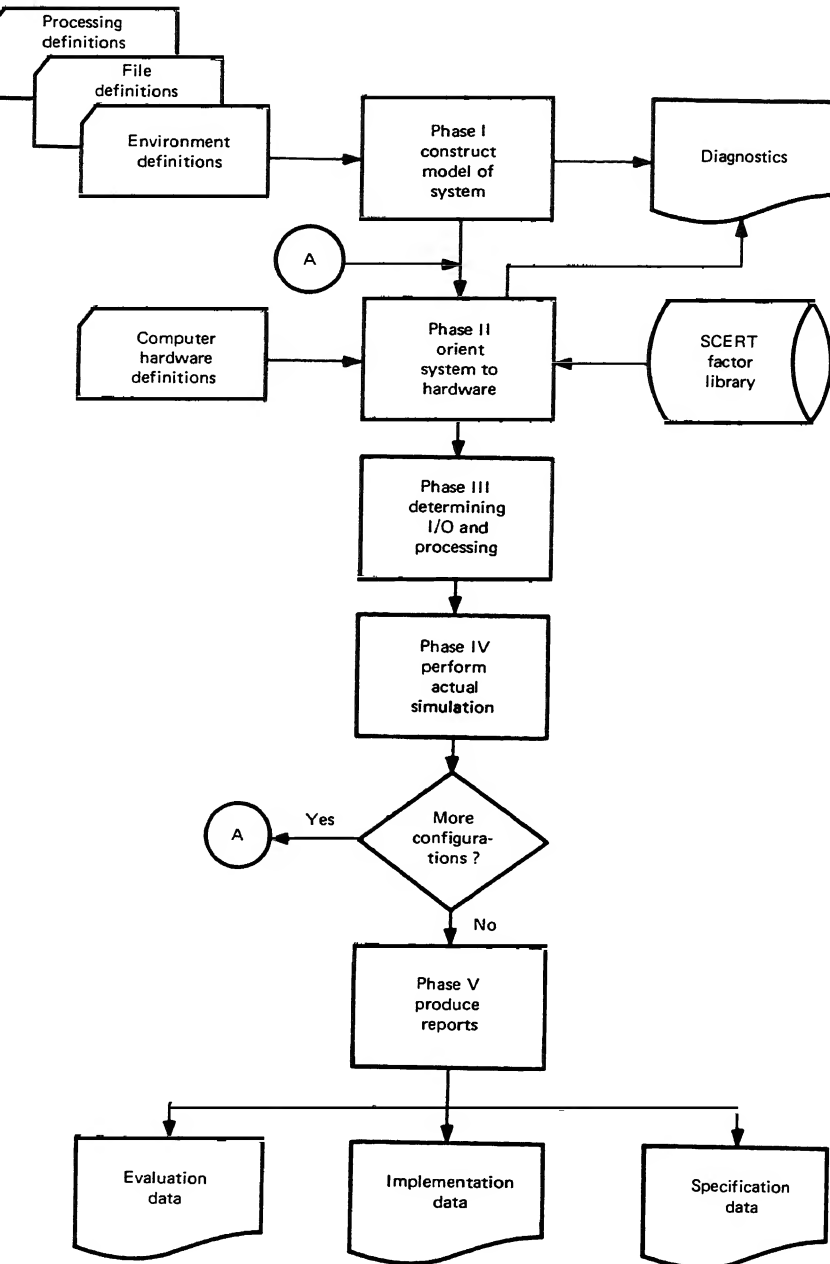 Processing
definitions
File
definitions
Environment
definitions
Phase I
construct
model of
system
Diagnostics
A
Computer
hardware
definitions
Phase II
orient
system to
hardware
SCERT
factor
library
Phase III
determining
I/O and
processing
Phase IV
perform
actual
simulation
A
Yes
More
configura-
tions ?
No
Phase V
produce
reports
Evaluation
data
Implementation
data
Specification
data